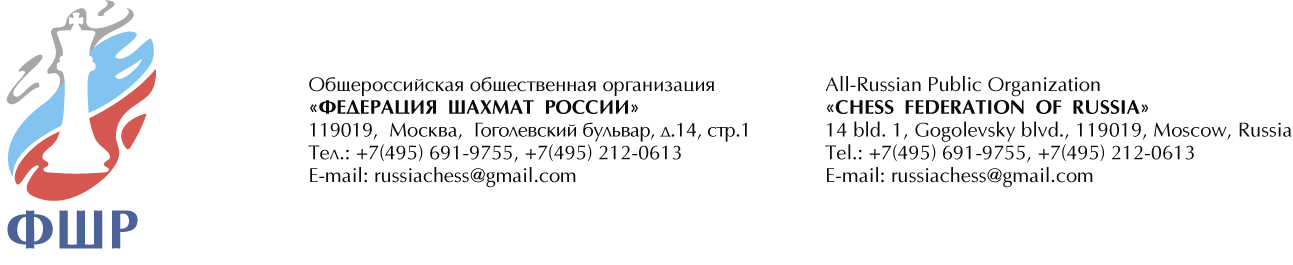 Общероссийская общественная организация
«ФЕДЕРАЦИЯ ШАХМАТ РОССИИ»
119019, Москва, Гоголевский бульвар, д.14, стр.1
Тел.: +7(495) 691-9755, +7(495) 212-0613
E-mail: russiachess@gmail.com
All-Russian Public Organization
«CHESS FEDERATION OF RUSSIA»
14 bld. 1, Gogolevsky blvd., 119019, Moscow, Russia
Tel.: +7(495) 691-9755, +7(495) 212-0613
E-mail: russiachess@gmail.com
ФШР